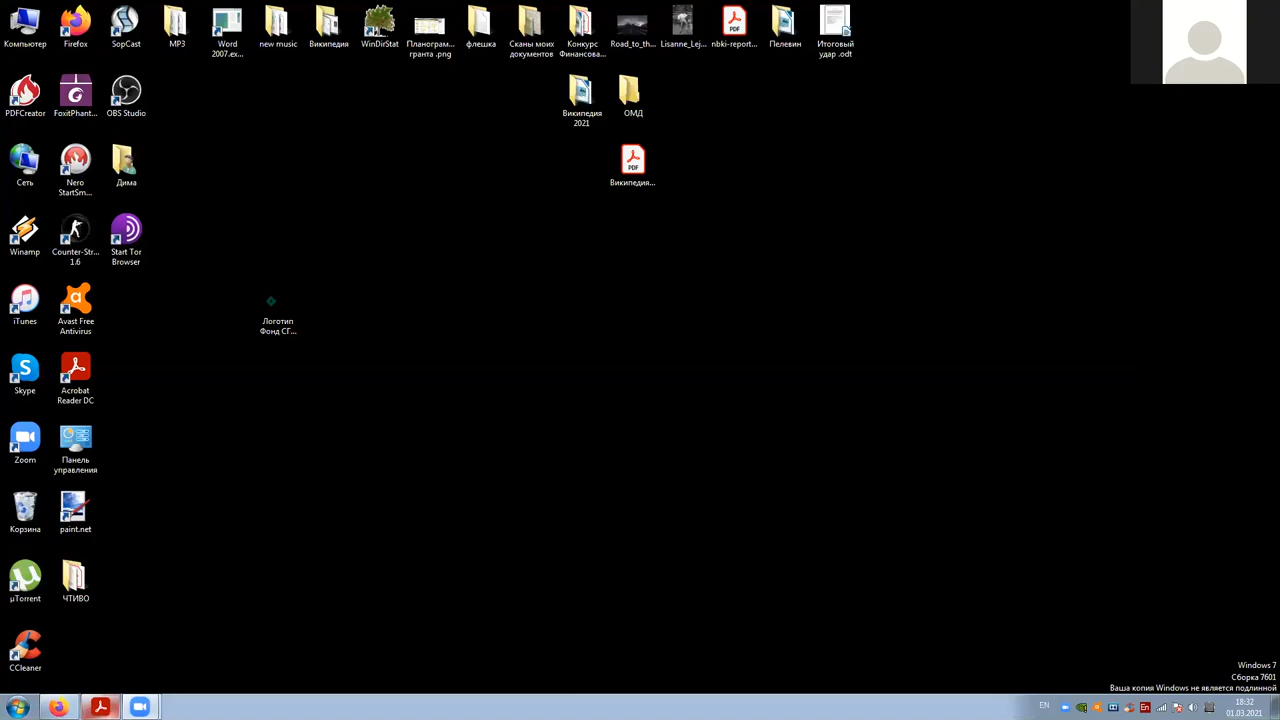 Компьютер
Firefox
SopCast
MP3
Word
2007.ex...
new music
Википедия
WinDirStat
Планограм...
гранта .png
флешка
Сканы моих
документов
Конкурс
Финансова...
Road_to_th...
Lisanne_Lej...
nbki-report...
Пелевин
Итоговый
удар .odt
PDFCreator
FoxitPhant...
OBS Studio
Википедия
2021
ОМД
Сеть
Nero
StartSm...
Дима
PDF
Википедия...
Winamp
Counter-Str...
1.6
Start Tor
Browser
iTunes
Avast Free
Antivirus
Логотип
Фонд СГ...
Skype
Acrobat
Reader DC
Zoom
Панель
управления
Корзина
paint.net
µTorrent
ЧТИВО
CCleaner
Windows 7
Сборка 7601
Ваша копия Windows не является подлинной
EN
En
18:32
01.03.2021